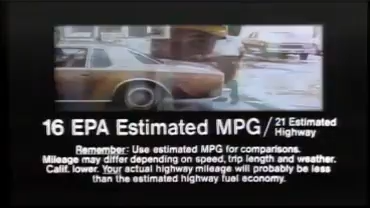 16 EPA Estimated MPG / 21 Estimated
Highway
Remember: Use estimated MPG for comparisons.
Mileage may differ depending on speed, trip length and weather.
Calif. lower. Your actual highway mileage will probably be less
than the estimated highway fuel economy.